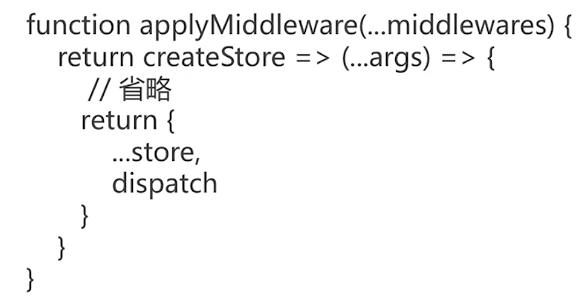 function applyMiddleware(...middlewares) {
    return createStore => (...args) => {
        // 省略
       return {
           ...store,
           dispatch
       }
    }
}